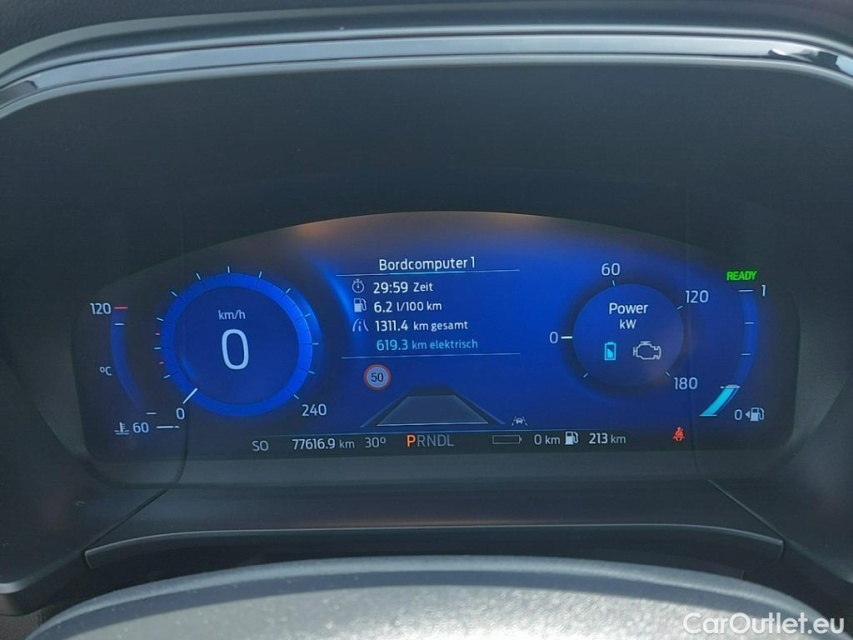 Bordcomputer 1
29:59 Zeit
6.2 l/100 km
1311.4 km gesamt
619.3 km elektrisch
50
km/h
0
0
240
120
°C
60
Power
kW
0
60
120
180
READY
1
0
SO 77616.9 km 30° PRNDL 0 km 213 km
CarOutlet.eu